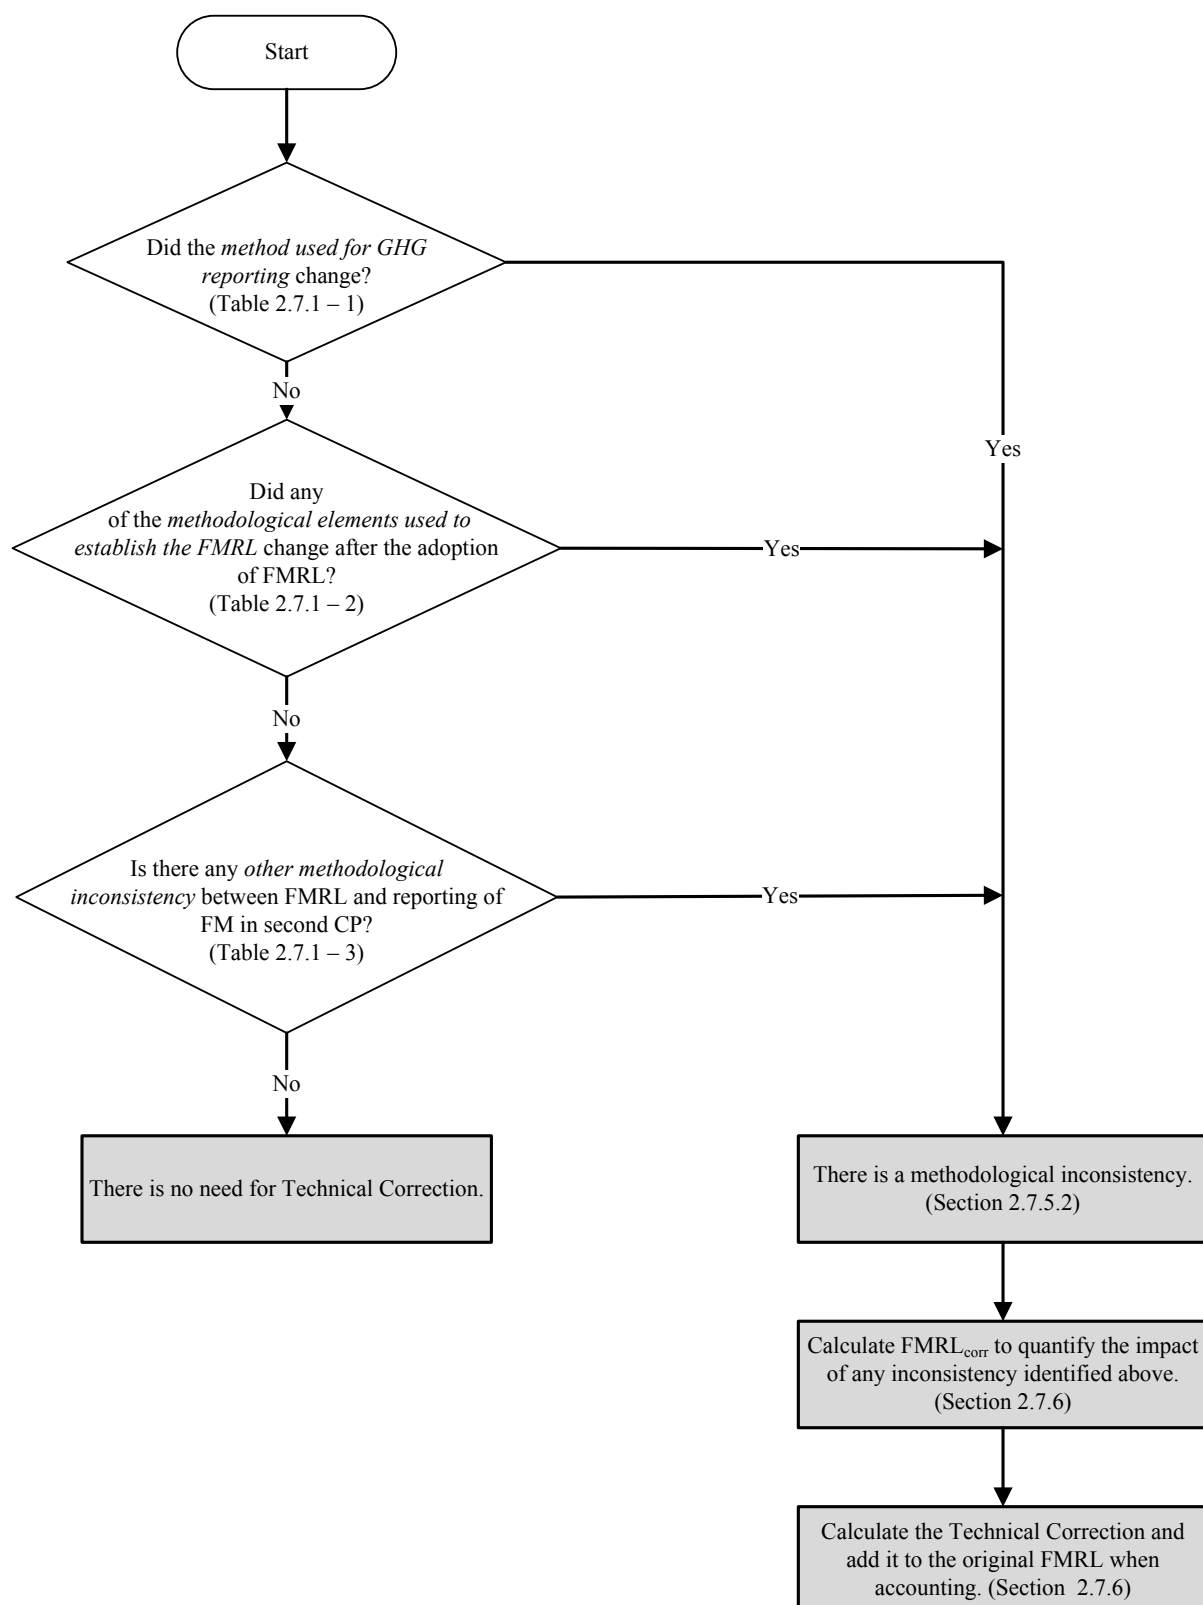 Start
Did the method used for GHG
reporting change?
(Table 2.7.1 – 1)
No
Yes
Did any
of the methodological elements used to
establish the FMRL change after the adoption
of FMRL?
(Table 2.7.1 – 2)
Yes
No
Is there any other methodological
inconsistency between FMRL and reporting of
FM in second CP?
(Table 2.7.1 – 3)
Yes
No
There is no need for Technical Correction.
There is a methodological inconsistency.
(Section 2.7.5.2)
Calculate FMRLcorr to quantify the impact
of any inconsistency identified above.
(Section 2.7.6)
Calculate the Technical Correction and
add it to the original FMRL when
accounting. (Section 2.7.6)